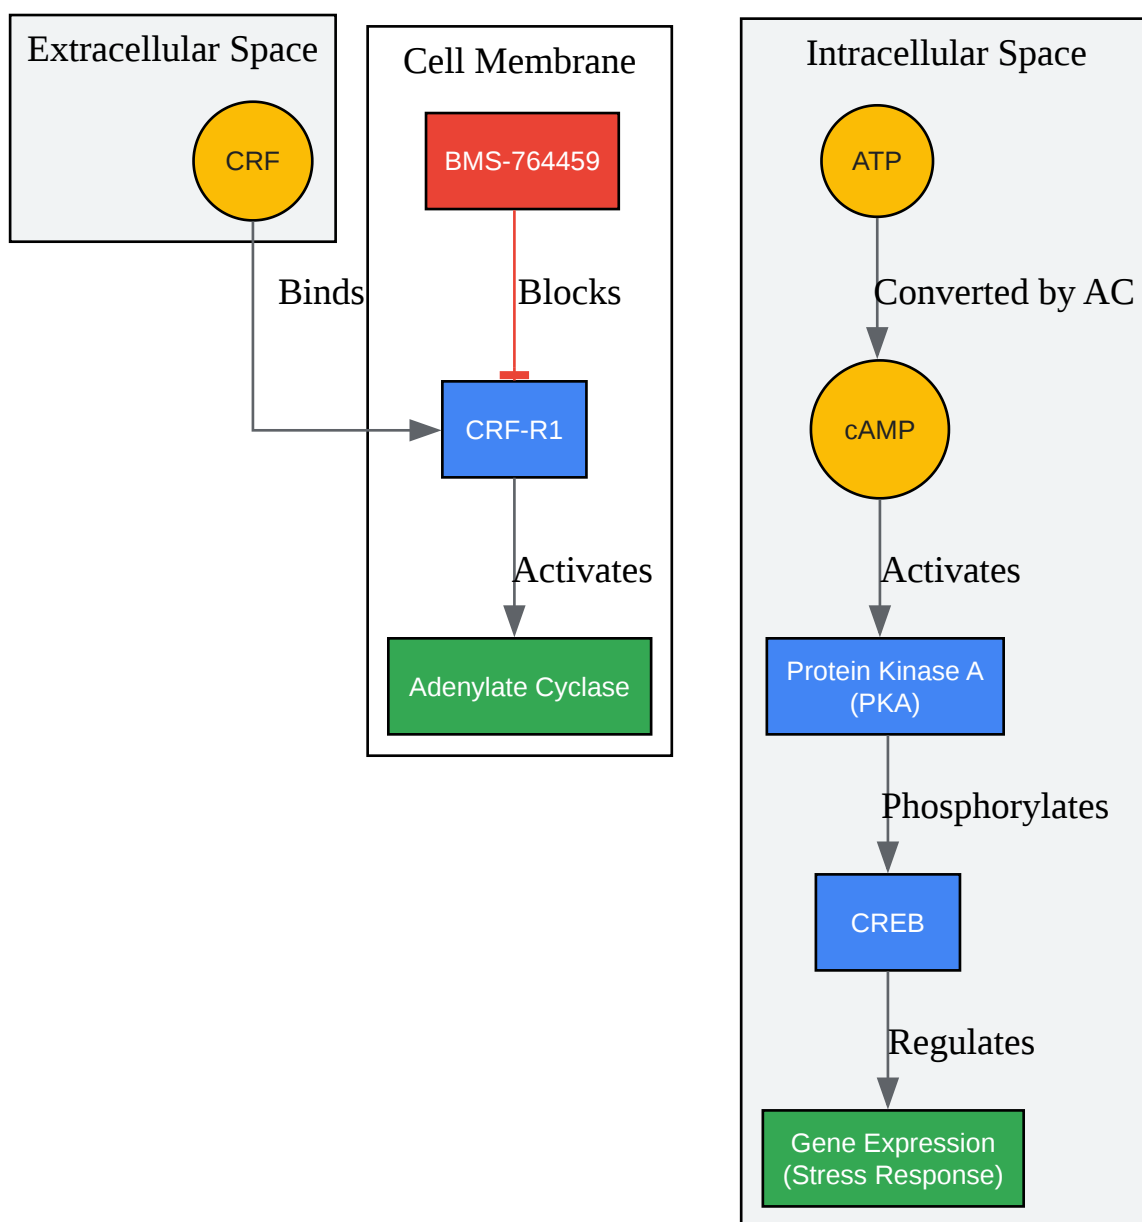 Extracellular Space
CRF
Binds
Cell Membrane
BMS-764459
Blocks
CRF-R1
Activates
Adenylate Cyclase
Intracellular Space
ATP
Converted by AC
cAMP
Activates
Protein Kinase A
(PKA)
Phosphorylates
CREB
Regulates
Gene Expression
(Stress Response)